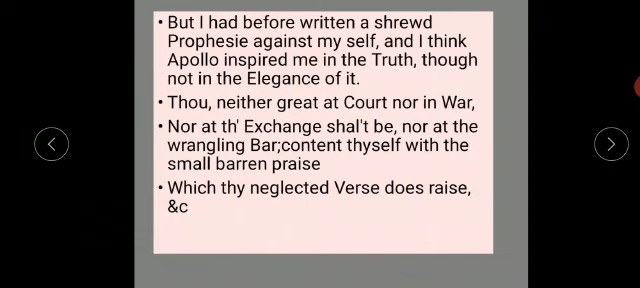 • But I had before written a shrewd
Prophesie against my self, and I think
Apollo inspired me in the Truth, though
not in the Elegance of it.
• Thou, neither great at Court nor in War,
• Nor at th' Exchange shal't be, nor at the
wrangling Bar;content thyself with the
small barren praise
• Which thy neglected Verse does raise,
&c